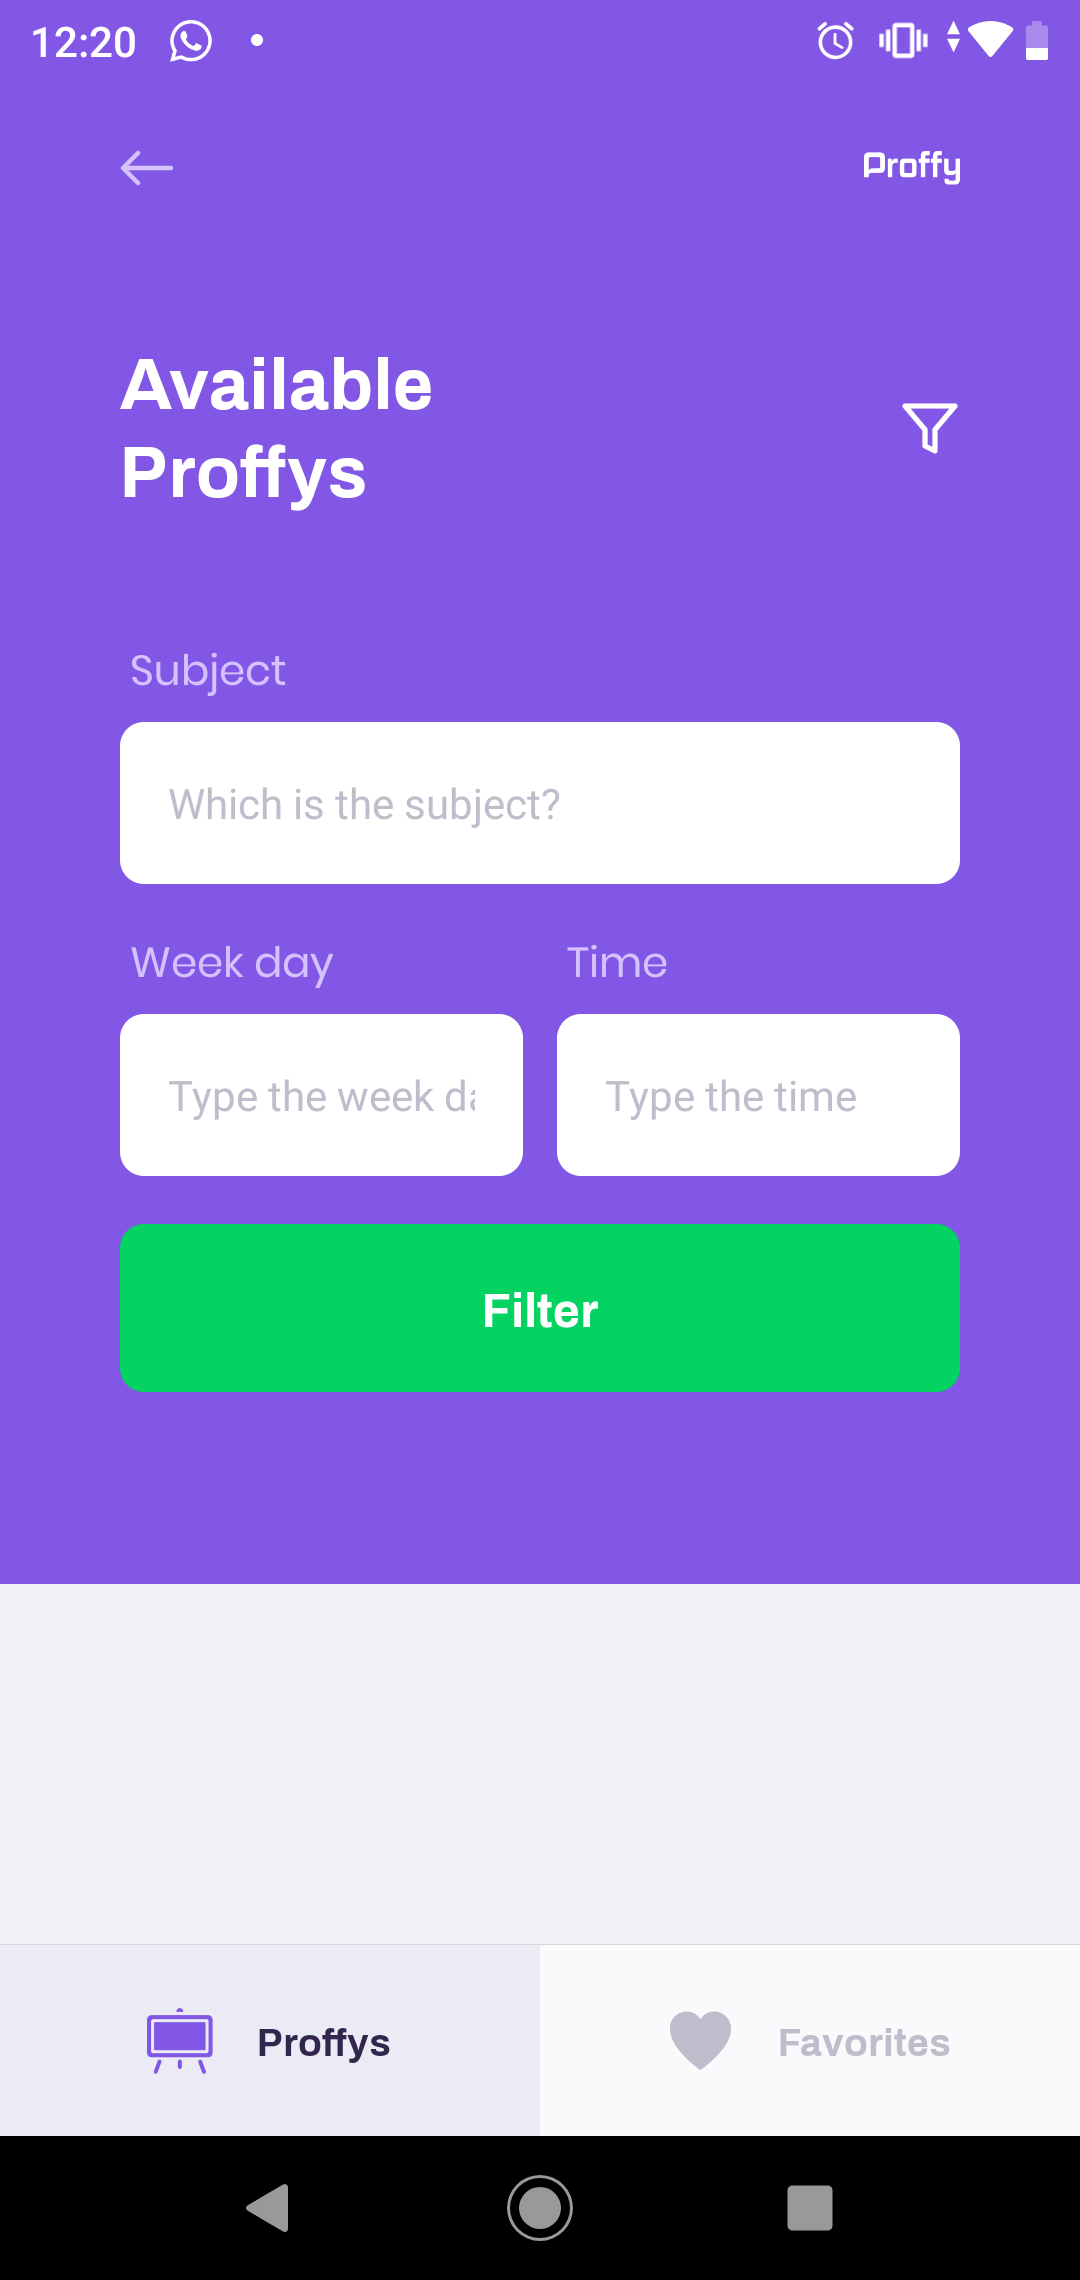 12:20
Proffy
Available
Proffys
Subject
Which is the subject?
Week day
Time
Type the week da
Type the time
Filter
Proffys
Favorites